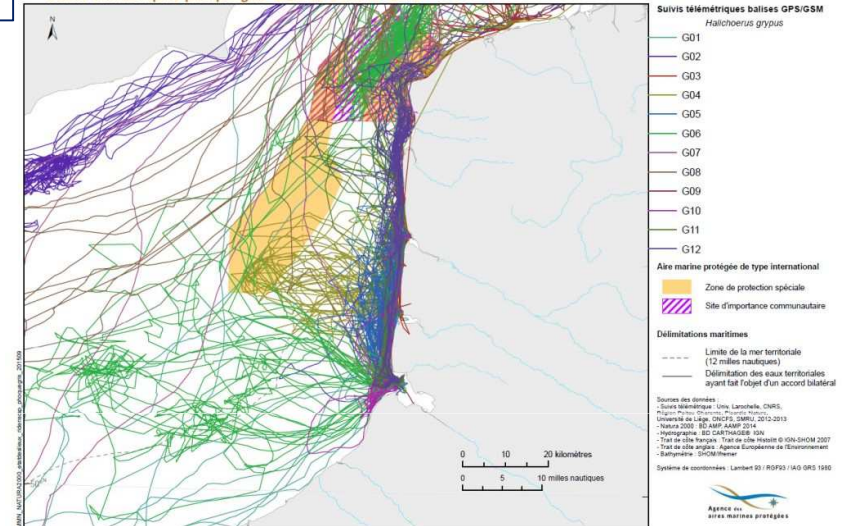 N
Suivis télémétriques balises GPS/GSM
Halichoerus grypus
G01
G02
G03
G04
G05
G06
G07
G08
G09
G10
G11
G12
Aire marine protégée de type international
Zone de protection spéciale
Site d'importance communautaire
Délimitations maritimes
Limite de la mer territoriale
(12 milles nautiques)
Délimitation des eaux territoriales
ayant fait l'objet d'un accord bilatéral
Sources des données :
- Suivis télémétrique : Univ. Larochelle, CNRS,
Région Poitou Charente, Picardie Nature,
Université de Liège, ONCFS, SMRU, 2012-2013
- Natura 2000 : BD AMP, AAMP 2014
- Hydrographie : BD CARTHAGE® IGN
- Trait de côte français : Trait de côte Histolitt © IGN-SHOM 2007
- Trait de côte anglais : Agence Européenne de l'Environnement
- Bathymétrie : SHOM/Ifremer
Système de coordonnées : Lambert 93 / RGF93 / IAG GRS 1980
0 10 20 kilomètres
0 5 10 milles nautiques
Agence des
aires marines protégées